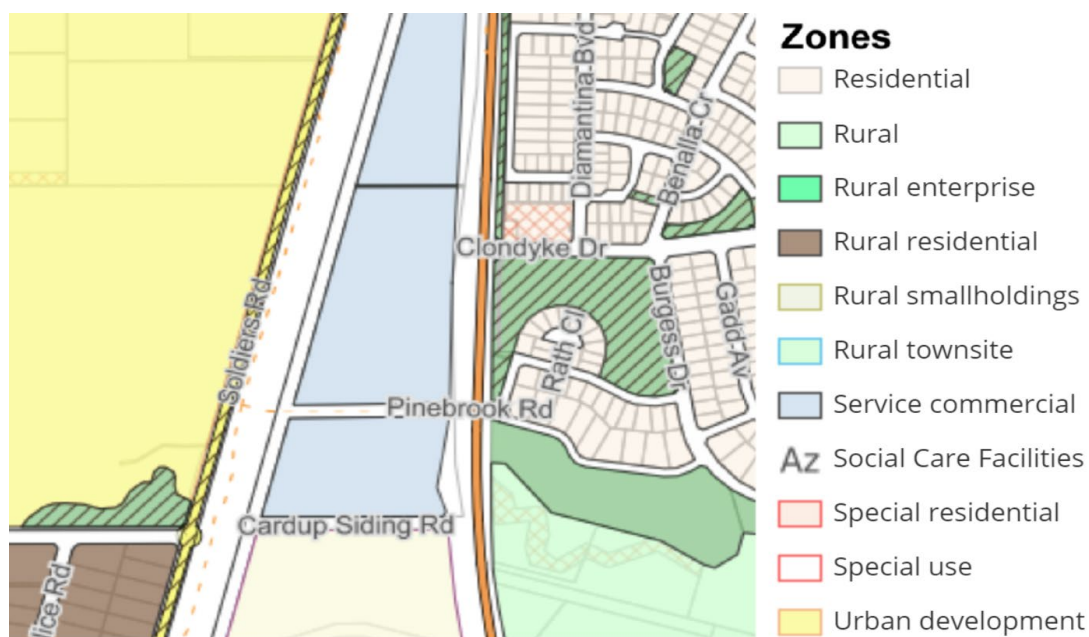 Diamantina Bvd
Benalla Cr
Clondyke Dr
Soldiers Rd
Burgess Dr
Gadd Av
Rath Cl
Pinebrook Rd
Cardup Siding Rd
lice Rd
Zones
Residential
Rural
Rural enterprise
Rural residential
Rural smallholdings
Rural townsite
Service commercial
Az Social Care Facilities
Special residential
Special use
Urban development